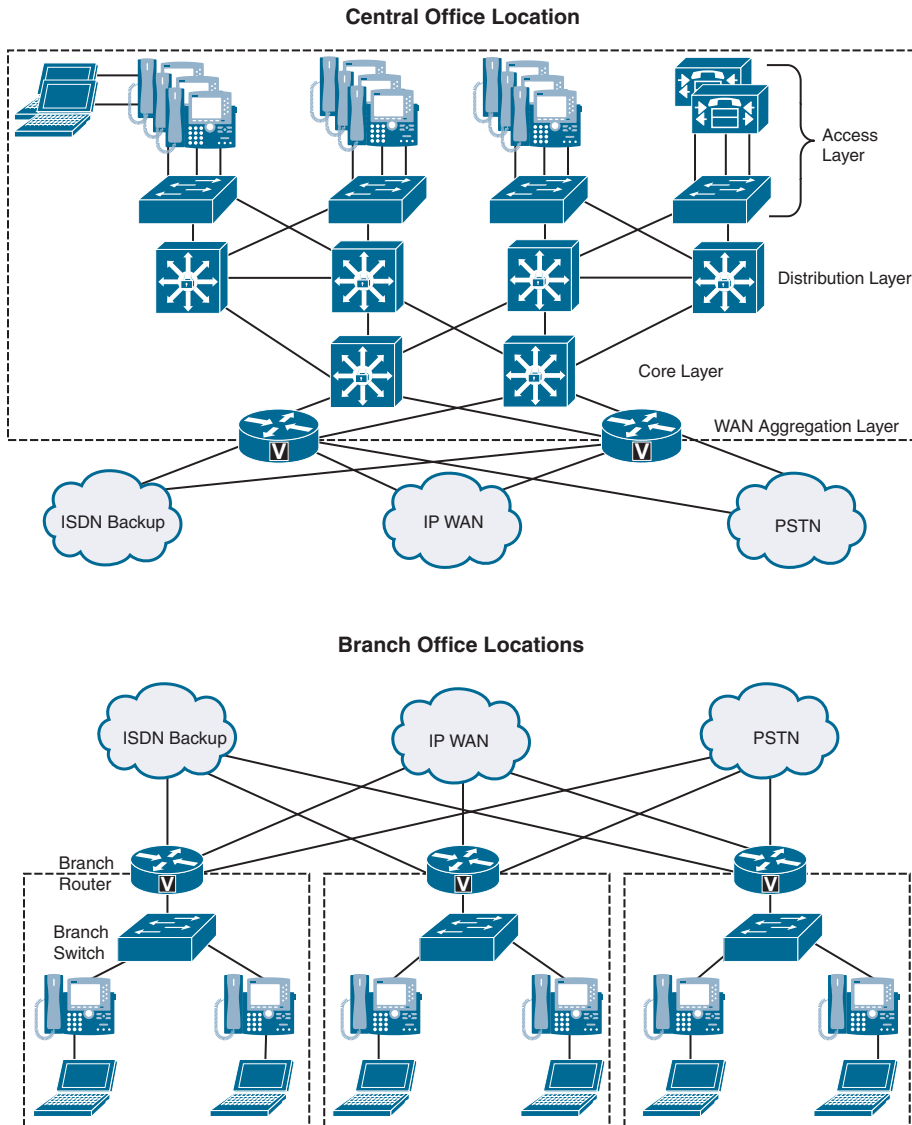 Central Office Location
Access
Layer
Distribution Layer
Core Layer
WAN Aggregation Layer
V
V
ISDN Backup
IP WAN
PSTN
Branch Office Locations
ISDN Backup
IP WAN
PSTN
Branch
Router
V
V
V
Branch
Switch